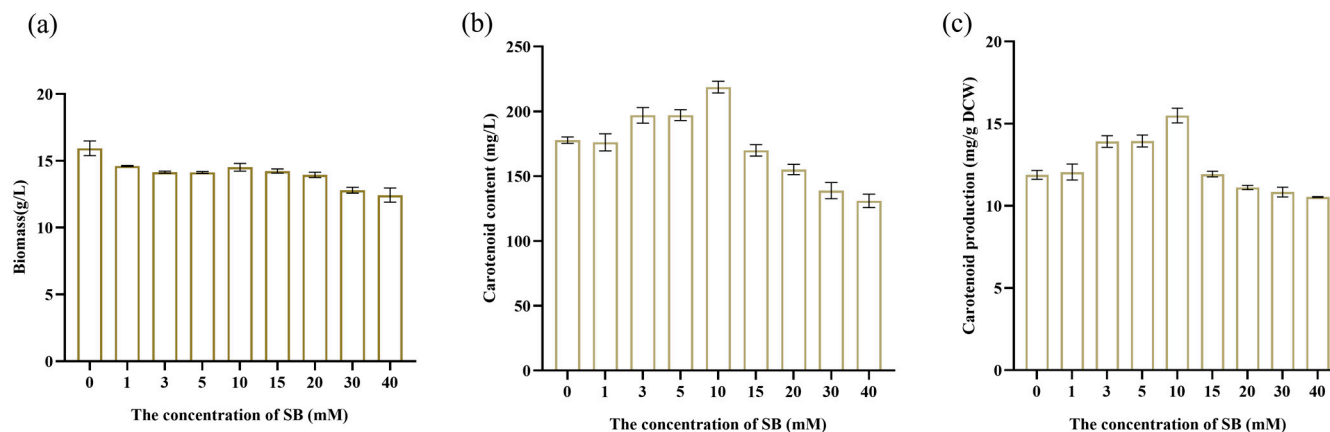 (a)
Biomass(g/L)
20
15
10
5
0
0 1 3 5 10 15 20 30 40
The concentration of SB (mM)
(b)
Carotenoid content (mg/L)
250
200
150
100
50
0
0 1 3 5 10 15 20 30 40
The concentration of SB (mM)
(c)
Carotenoid production (mg/g DCW)
20
15
10
5
0
0 1 3 5 10 15 20 30 40
The concentration of SB (mM)